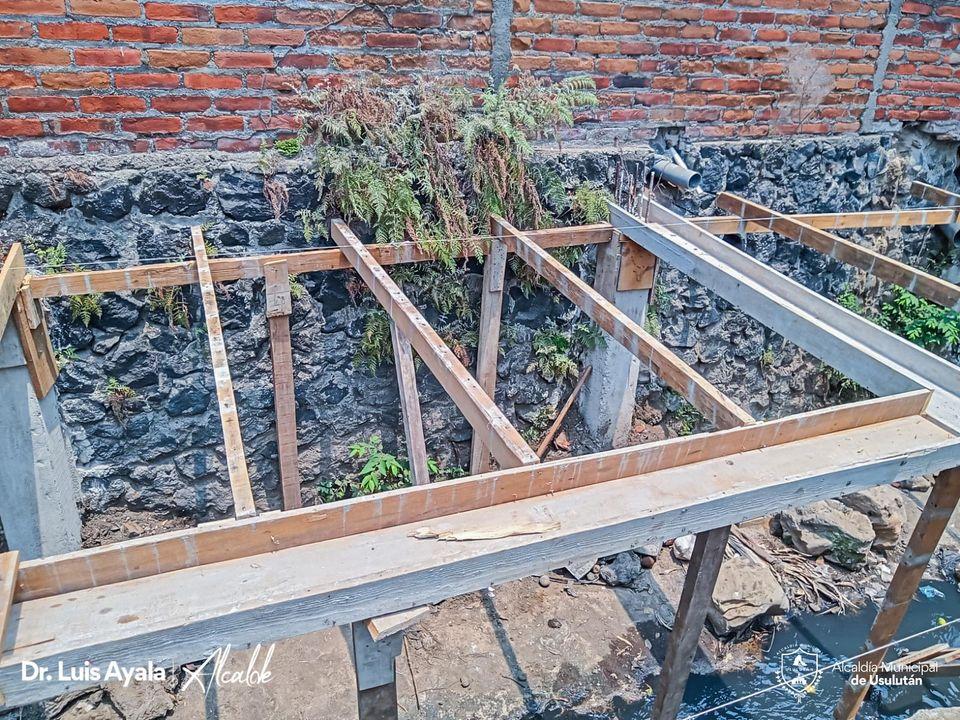 Dr. Luis Ayala | Alcalde
Alcaldía Municipal
de Usulután